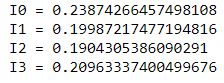 I0 = 0.23874266457498108
I1 = 0.19987217477194816
I2 = 0.1904305386090291
I3 = 0.20963337400499676